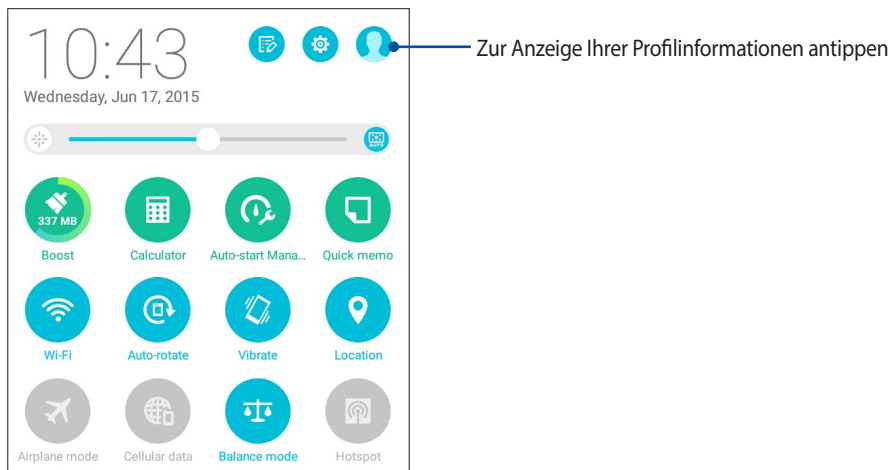 10:43
Zur Anzeige Ihrer Profilinformationen antippen
Wednesday, Jun 17, 2015
AUTO
337 MB
Boost
Calculator
Auto-start Mana...
Quick memo
Wi-Fi
Auto-rotate
Vibrate
Location
Airplane mode
Cellular data
Balance mode
Hotspot